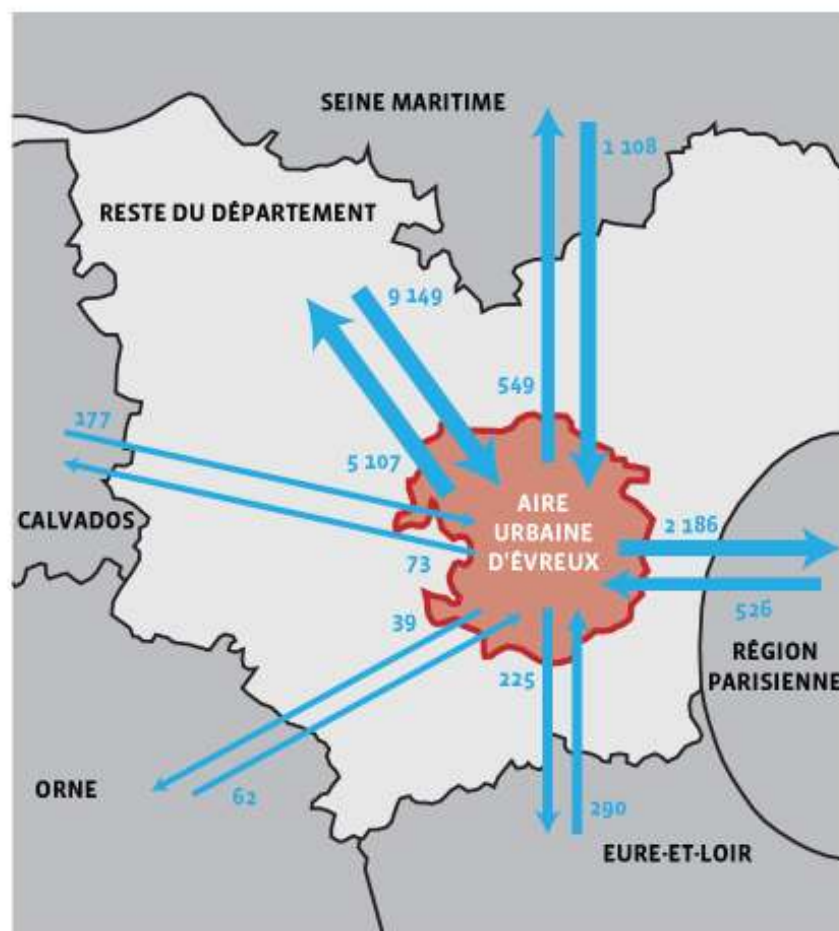 SEINE MARITIME
1 108
RESTE DU DÉPARTEMENT
9 149
549
177
5 107
AIRE
URBAINE
D'ÉVREUX
2 186
CALVADOS
73
526
39
RÉGION
PARISIENNE
225
ORNE
62
290
EURE-ET-LOIR